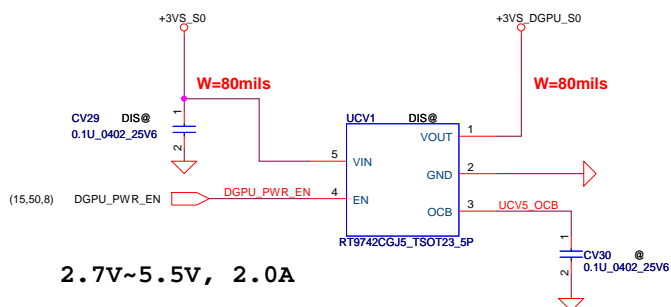 +3VS_S0
+3VS_DGPU_S0
W=80mils
W=80mils
CV29 DIS@
0.1U_0402_25V6
1
2
UCV1 DIS@
VOUT 1
5 VIN
GND 2
(15,50,8) DGPU_PWR_EN DGPU_PWR_EN 4 EN
OCB 3 UCV5_OCB
RT9742CGJ5_TSOT23_5P
1
2
CV30 @
0.1U_0402_25V6
2.7V~5.5V, 2.0A